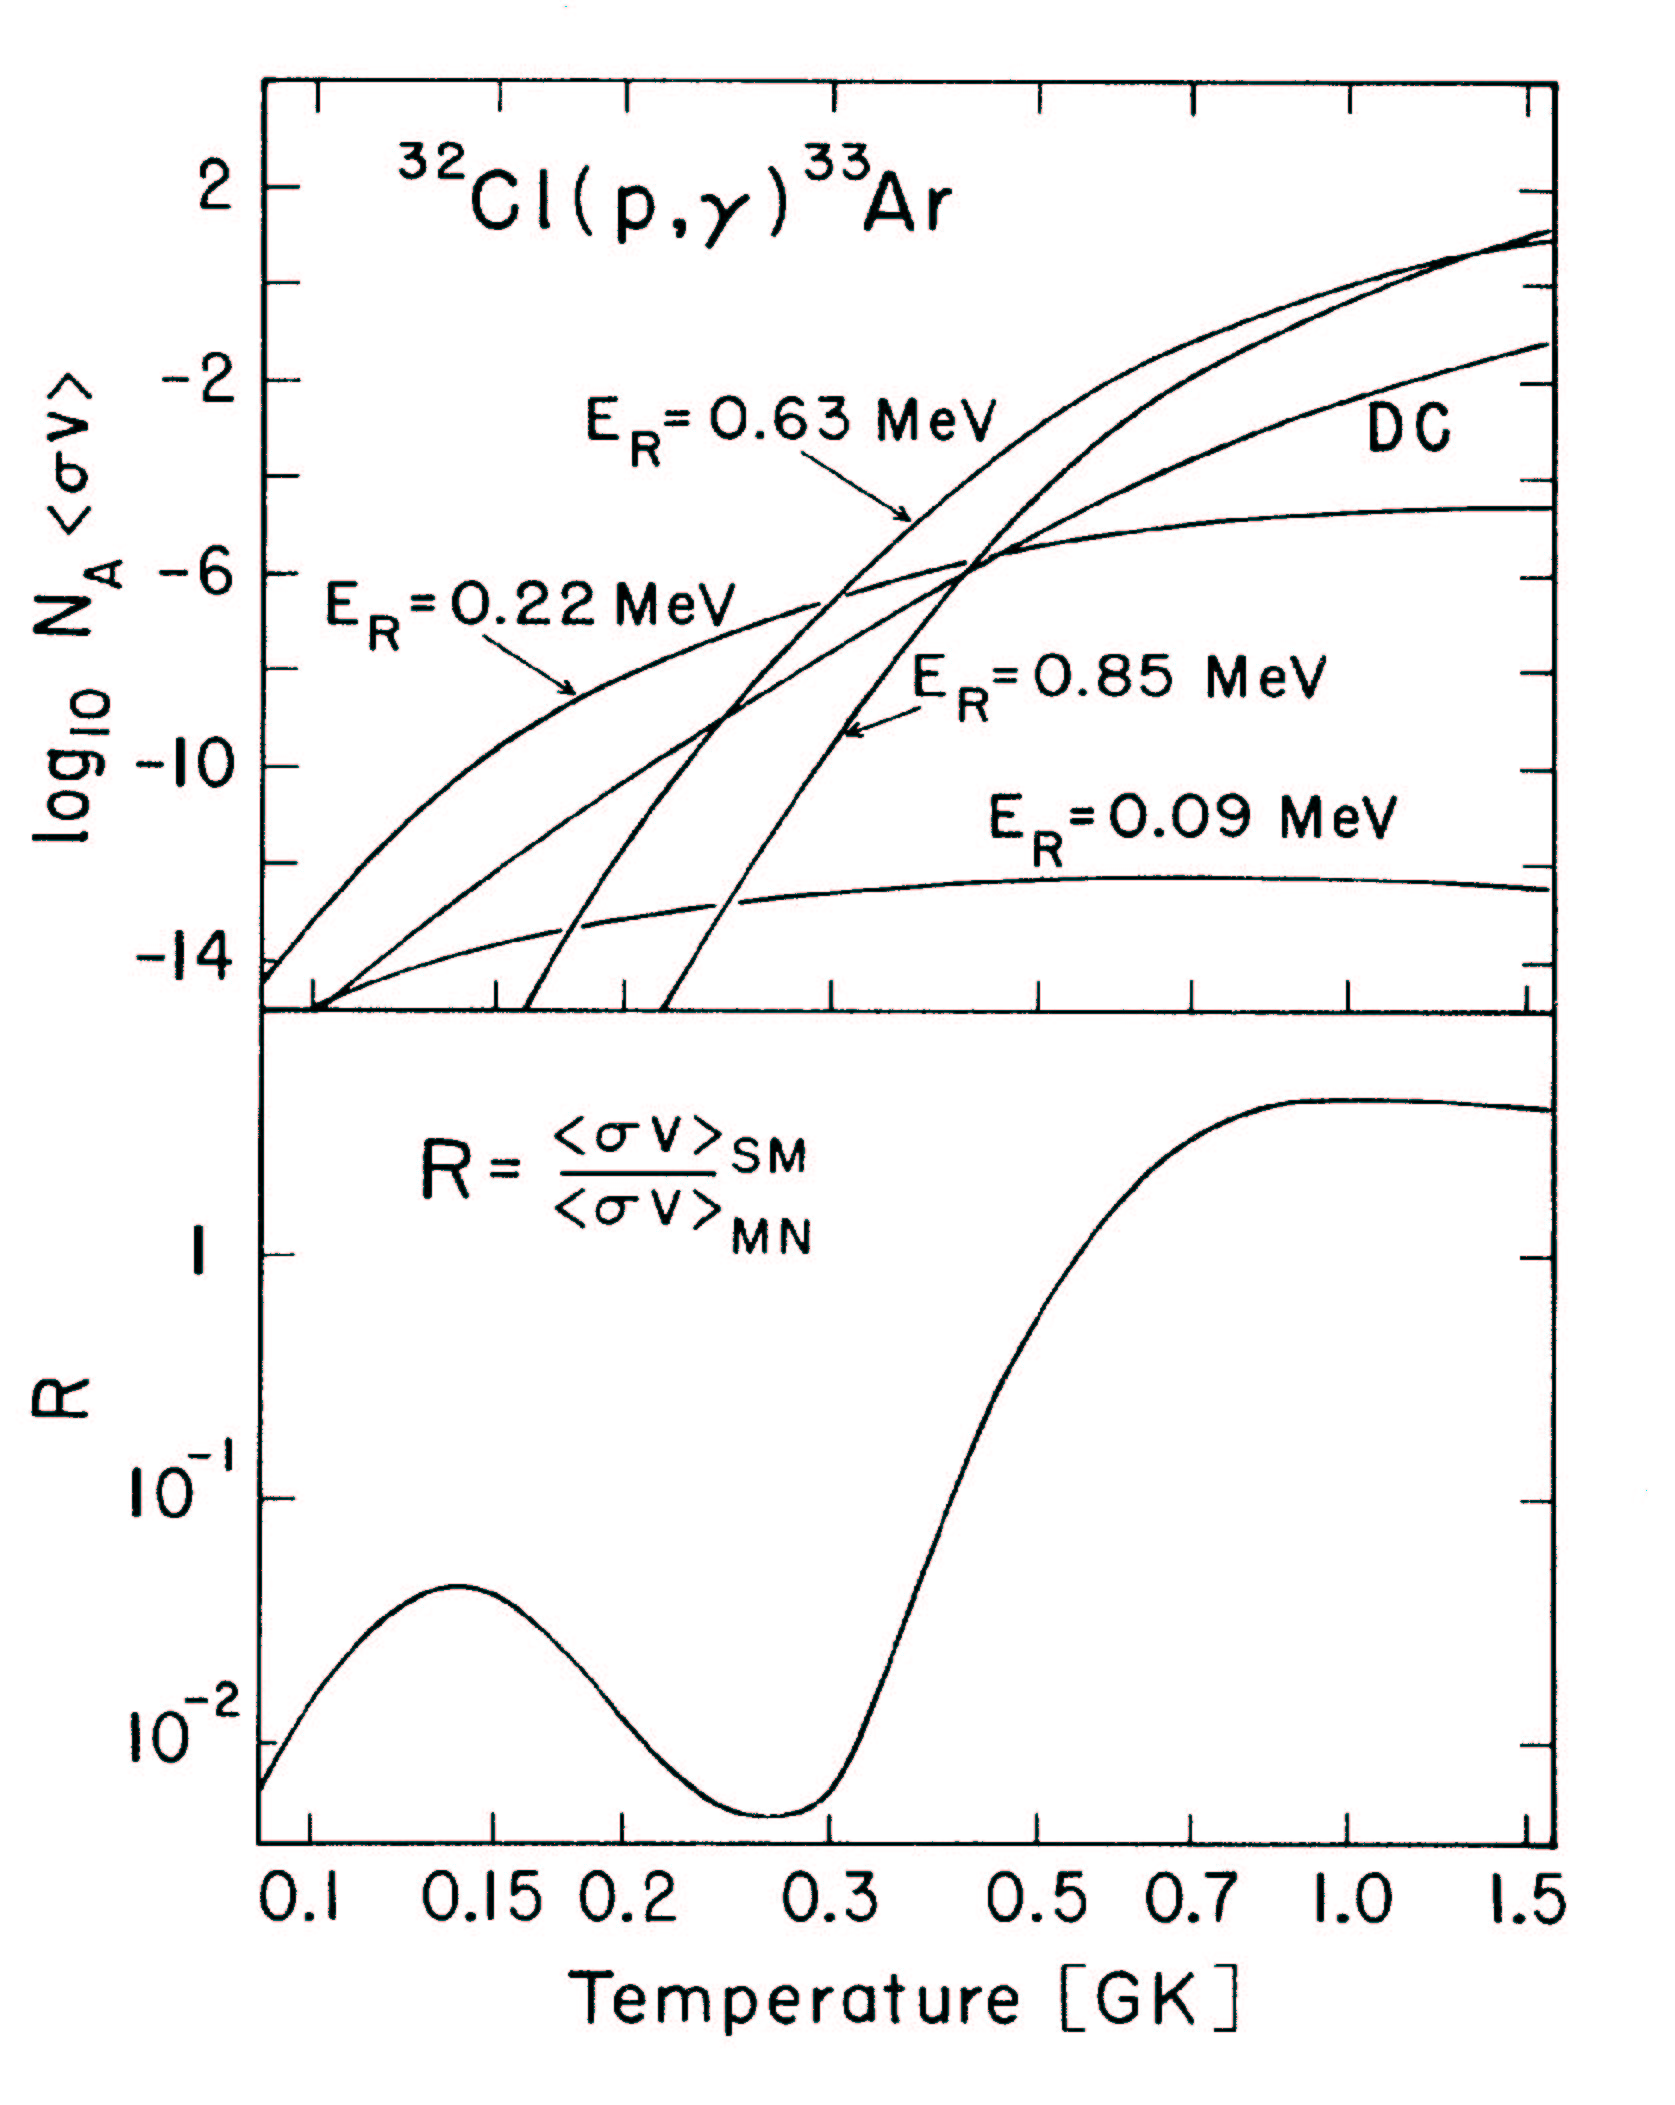 ³²Cl(p,γ)³³Ar
2
-2
-6
-10
-14
log₁₀ N_A <σv>
E_R=0.63 MeV
DC
E_R=0.22 MeV
E_R=0.85 MeV
E_R=0.09 MeV
R= <σv>SM
<σv>MN
1
10⁻¹
10⁻²
R
0.1 0.15 0.2 0.3 0.5 0.7 1.0 1.5
Temperature [GK]